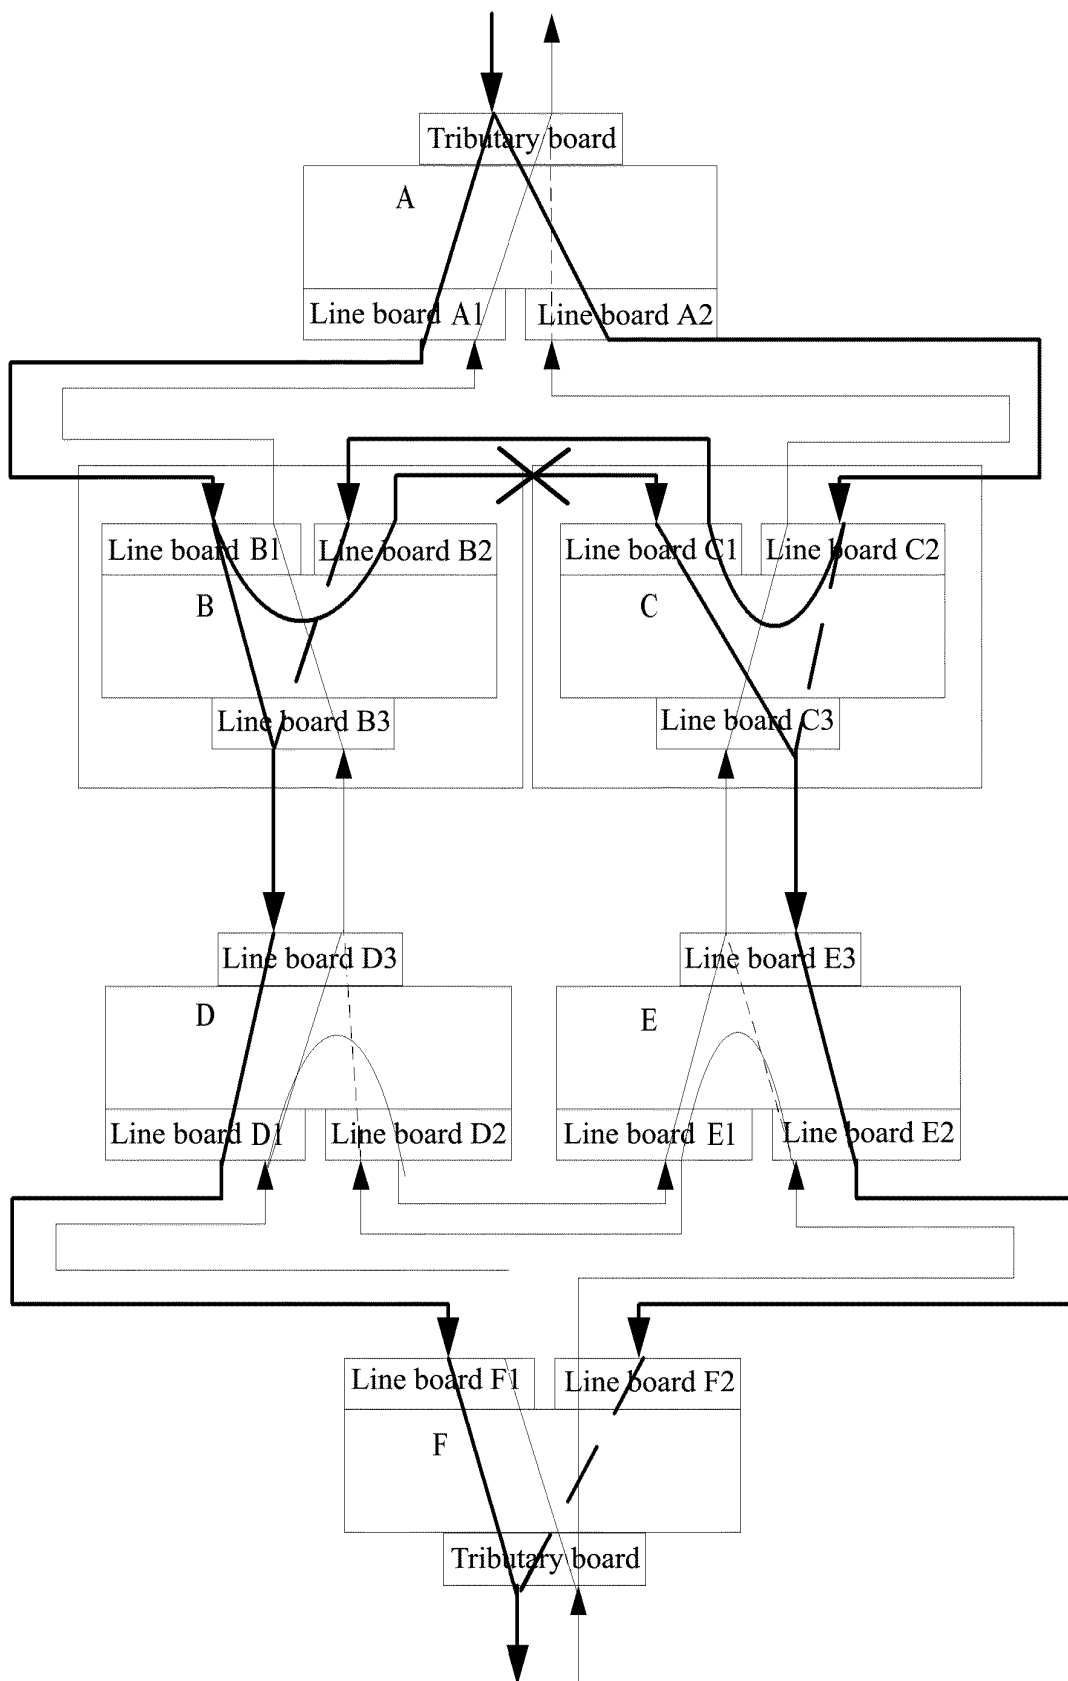 Tributary board
A
Line board A1
Line board A2
Line board B1
Line board B2
Line board C1
Line board C2
B
C
Line board B3
Line board C3
Line board D3
Line board E3
D
E
Line board D1
Line board D2
Line board E1
Line board E2
Line board F1
Line board F2
F
Tributary board